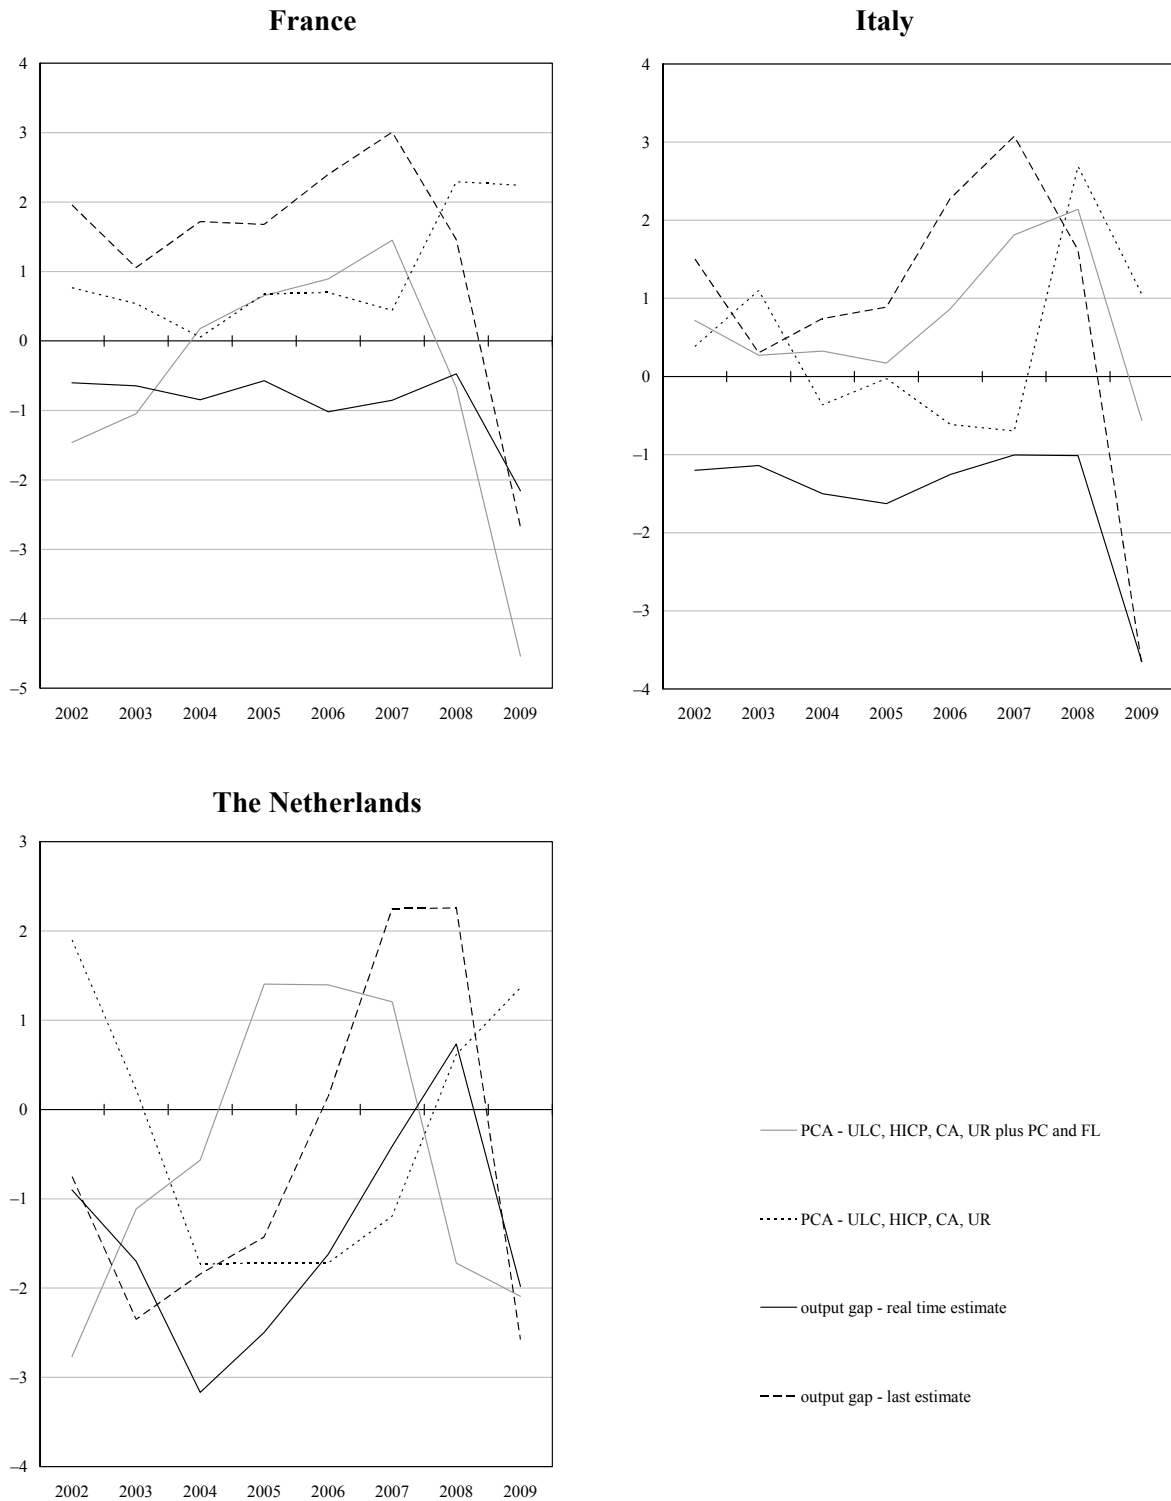 France
4
3
2
1
0
–1
–2
–3
–4
–5
2002 2003 2004 2005 2006 2007 2008 2009
Italy
4
3
2
1
0
–1
–2
–3
–4
2002 2003 2004 2005 2006 2007 2008 2009
The Netherlands
3
2
1
0
–1
–2
–3
–4
2002 2003 2004 2005 2006 2007 2008 2009
PCA - ULC, HICP, CA, UR plus PC and FL
PCA - ULC, HICP, CA, UR
output gap - real time estimate
output gap - last estimate